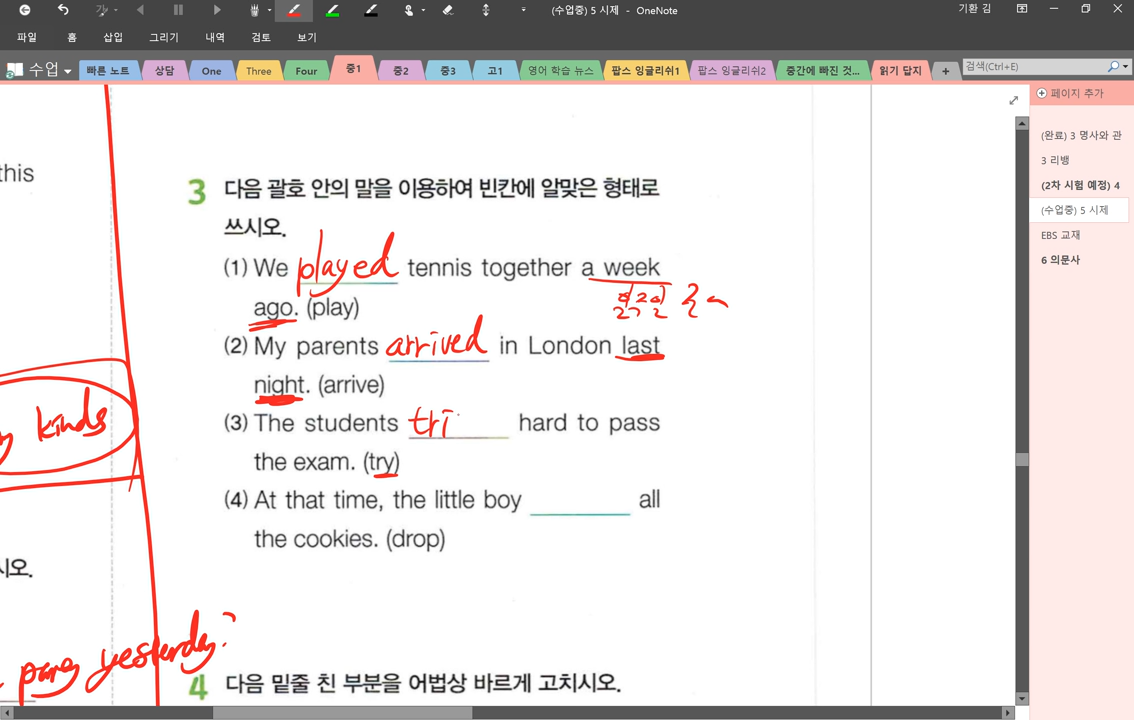 (수업중) 5 시제 - OneNote
기환 김
파일 홈 삽입 그리기 내역 검토 보기
수업 빠른 노트 상담 One Three Four 중1 중2 중3 고1 영어 학습 뉴스 팝스 잉글리쉬1 팝스 잉글리쉬2 중간에 빠진 것... 읽기 답지 + 검색(Ctrl+E)
페이지 추가
(완료) 3 명사와 관
3 리뱅
(2차 시험 예정) 4
(수업중) 5 시제
EBS 교재
6 의문사
this
kinds
시오.
yesterday.
3 다음 괄호 안의 말을 이용하여 빈칸에 알맞은 형태로
쓰시오.
(1) We played tennis together a week
ago. (play)
(2) My parents arrived in London last
night. (arrive)
(3) The students tri hard to pass
the exam. (try)
(4) At that time, the little boy all
the cookies. (drop)
4 다음 밑줄 친 부분을 어법상 바르게 고치시오.